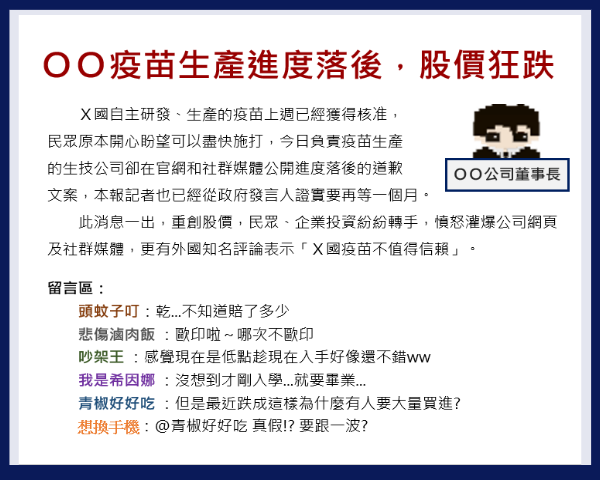 ＯＯ疫苗生產進度落後，股價狂跌
Ｘ國自主研發、生產的疫苗上週已經獲得核准，
民眾原本開心盼望可以盡快施打，今日負責疫苗生產
的生技公司卻在官網和社群媒體公開進度落後的道歉
文案，本報記者也已經從政府發言人證實要再等一個月。
ＯＯ公司董事長
此消息一出，重創股價，民眾、企業投資紛紛轉手，憤怒灌爆公司網頁
及社群媒體，更有外國知名評論表示「Ｘ國疫苗不值得信賴」。
留言區：
頭蚊子叮：乾...不知道賠了多少
悲傷滷肉飯 ：歐印啦～哪次不歐印
吵架王 ：感覺現在是低點趁現在入手好像還不錯ww
我是希因娜 ：沒想到才剛入學...就要畢業...
青椒好好吃 ：但是最近跌成這樣為什麼有人要大量買進?
想換手機：@青椒好好吃 真假!? 要跟一波?